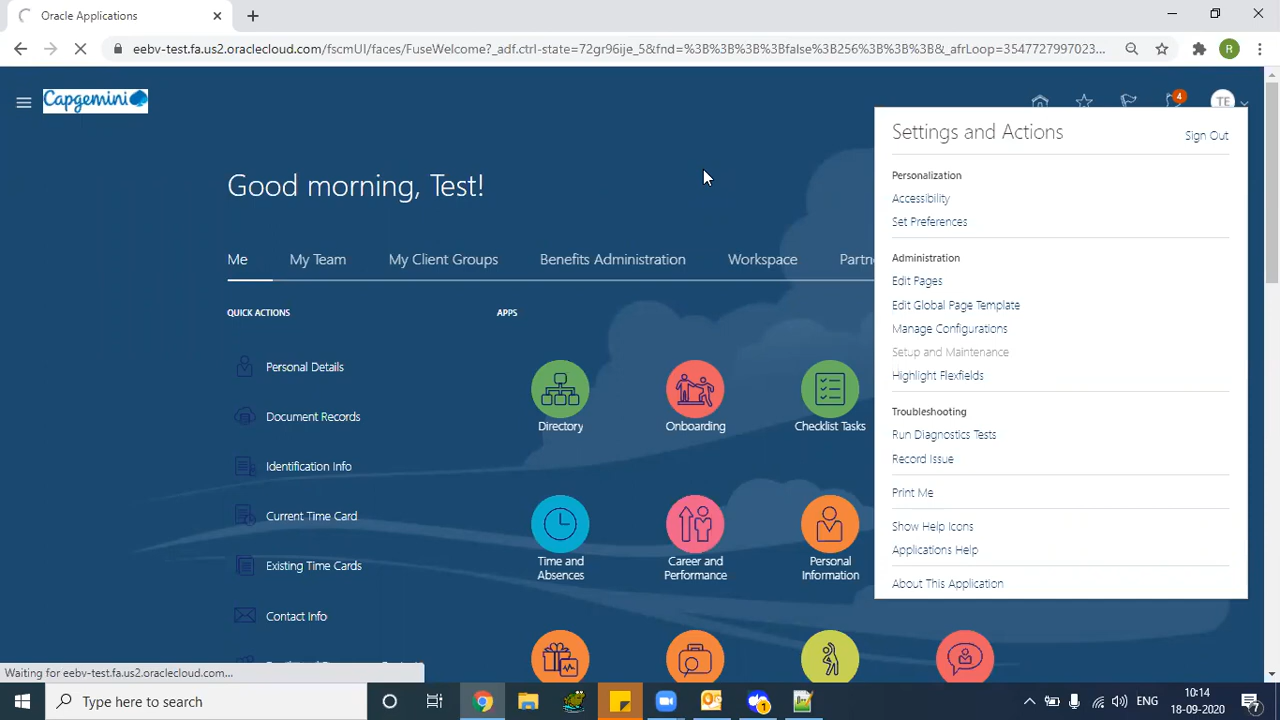 Oracle Applications
eebv-test.fa.us2.oraclecloud.com/fscmUI/faces/FuseWelcome?_adf.ctrl-state=72gr96ije_5&fnd=%3B%3B%3B%3Bfalse%3B256%3B%3B%3B&_afrLoop=3547727997023...
R
Capgemini
4
TE
Settings and Actions
Sign Out
Good morning, Test!
Personalization
Accessibility
Set Preferences
Me
My Team
My Client Groups
Benefits Administration
Workspace
Partn
Administration
Edit Pages
Edit Global Page Template
Manage Configurations
Setup and Maintenance
Highlight Flexfields
QUICK ACTIONS
APPS
Personal Details
Document Records
Identification Info
Current Time Card
Existing Time Cards
Contact Info
Directory
Onboarding
Checklist Tasks
Time and
Absences
Career and
Performance
Personal
Information
Troubleshooting
Run Diagnostics Tests
Record Issue
Print Me
Show Help Icons
Applications Help
About This Application
Waiting for eebv-test.fa.us2.oraclecloud.com...
Type here to search
1
ENG
10:14
18-09-2020
7